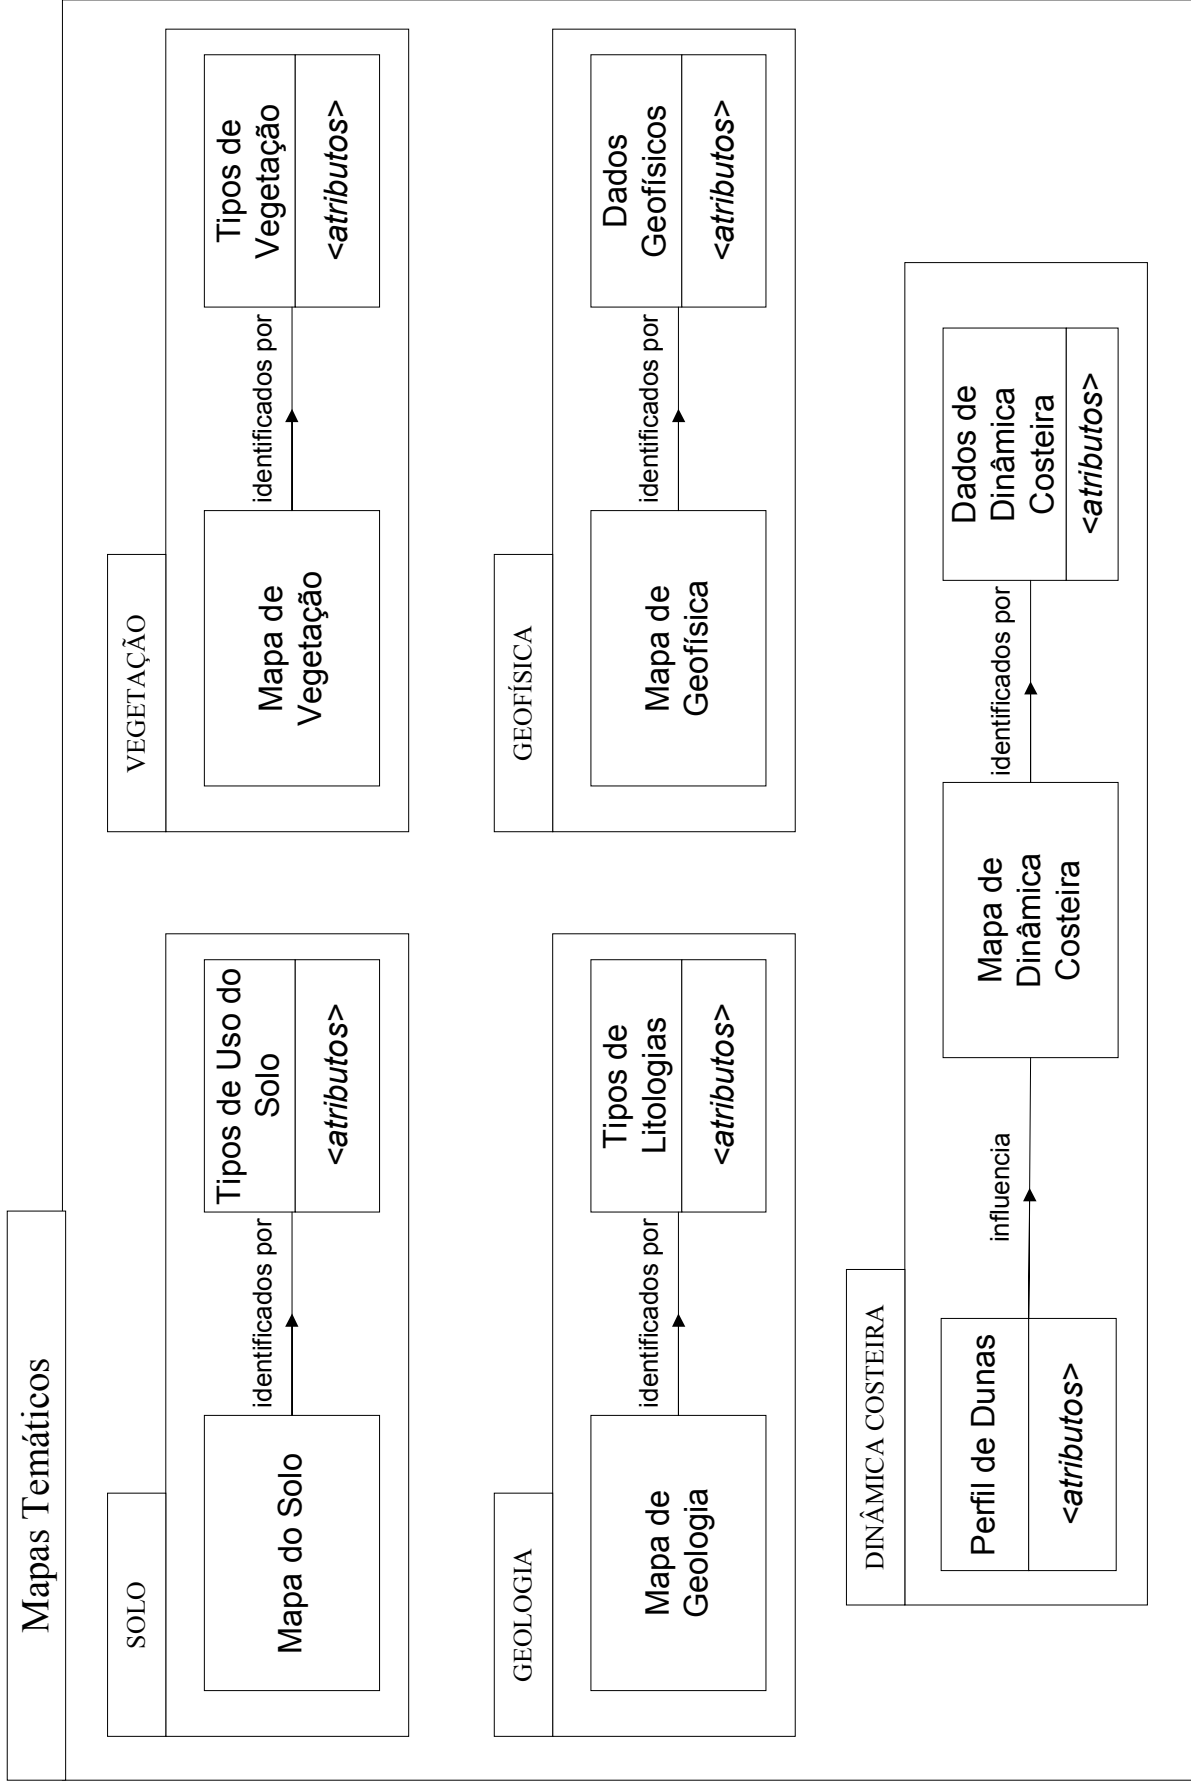 Mapas Temáticos
SOLO
Mapa do Solo
identificados por
Tipos de Uso do
Solo
<atributos>
VEGETAÇÃO
Mapa de
Vegetação
identificados por
Tipos de
Vegetação
<atributos>
GEOLOGIA
Mapa de
Geologia
identificados por
Tipos de
Litologias
<atributos>
GEOFÍSICA
Mapa de
Geofísica
identificados por
Dados
Geofísicos
<atributos>
DINÂMICA COSTEIRA
Perfil de Dunas
<atributos>
influencia
Mapa de
Dinâmica
Costeira
identificados por
Dados de
Dinâmica
Costeira
<atributos>